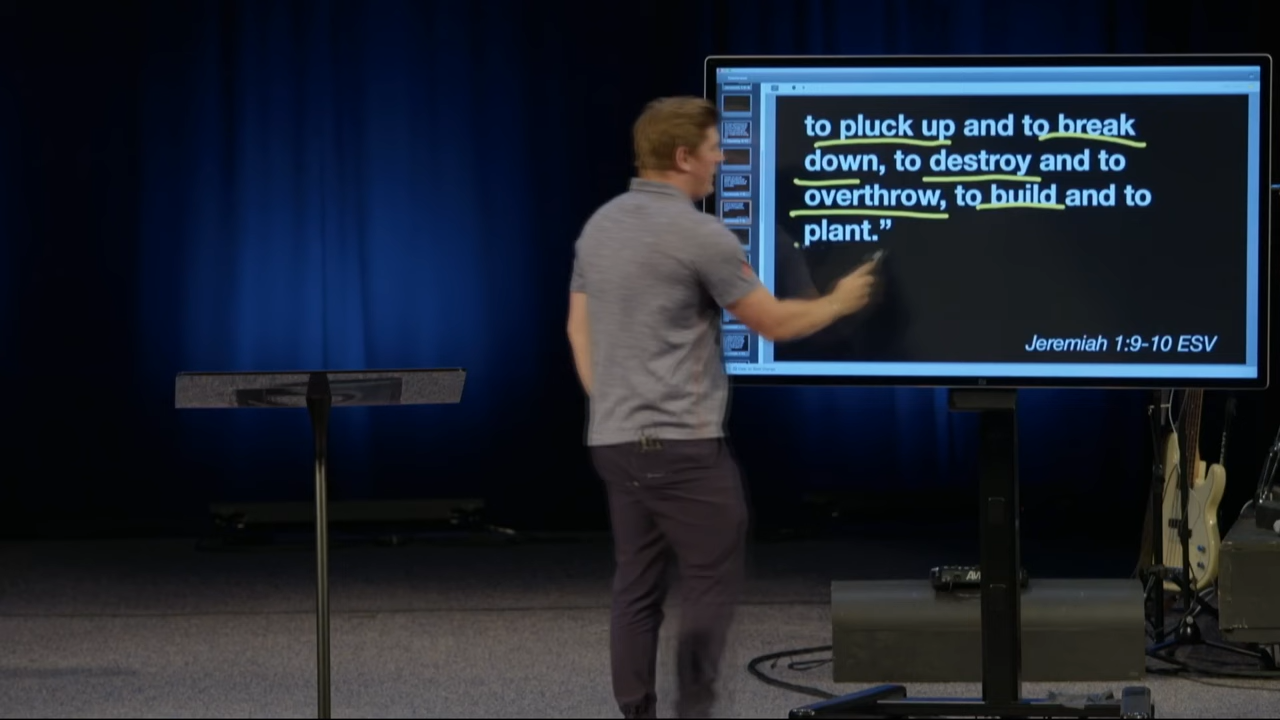 to pluck up and to break
down, to destroy and to
overthrow, to build and to
plant.”
Jeremiah 1:9-10 ESV